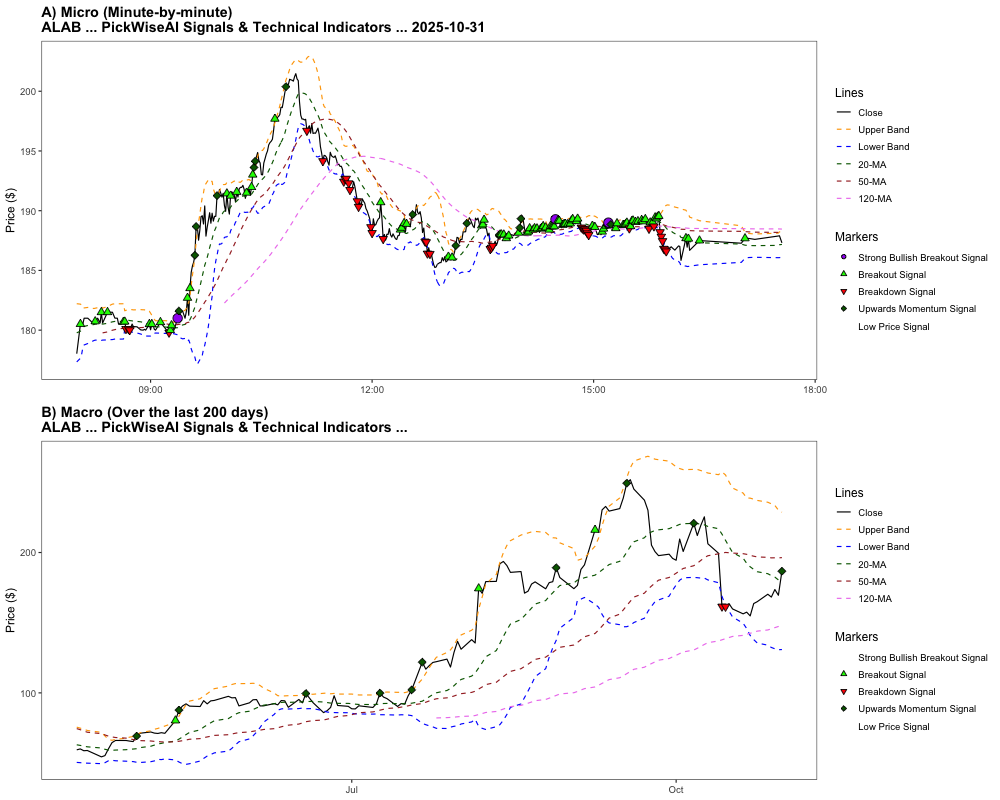 A) Micro (Minute-by-minute)
ALAB ... PickWiseAI Signals & Technical Indicators ... 2025-10-31
Price ($)
200
195
190
185
180
09:00
12:00
15:00
18:00
Lines
Close
Upper Band
Lower Band
20-MA
50-MA
120-MA
Markers
Strong Bullish Breakout Signal
Breakout Signal
Breakdown Signal
Upwards Momentum Signal
Low Price Signal
B) Macro (Over the last 200 days)
ALAB ... PickWiseAI Signals & Technical Indicators ...
Price ($)
200
100
Jul
Oct
Lines
Close
Upper Band
Lower Band
20-MA
50-MA
120-MA
Markers
Strong Bullish Breakout Signal
Breakout Signal
Breakdown Signal
Upwards Momentum Signal
Low Price Signal